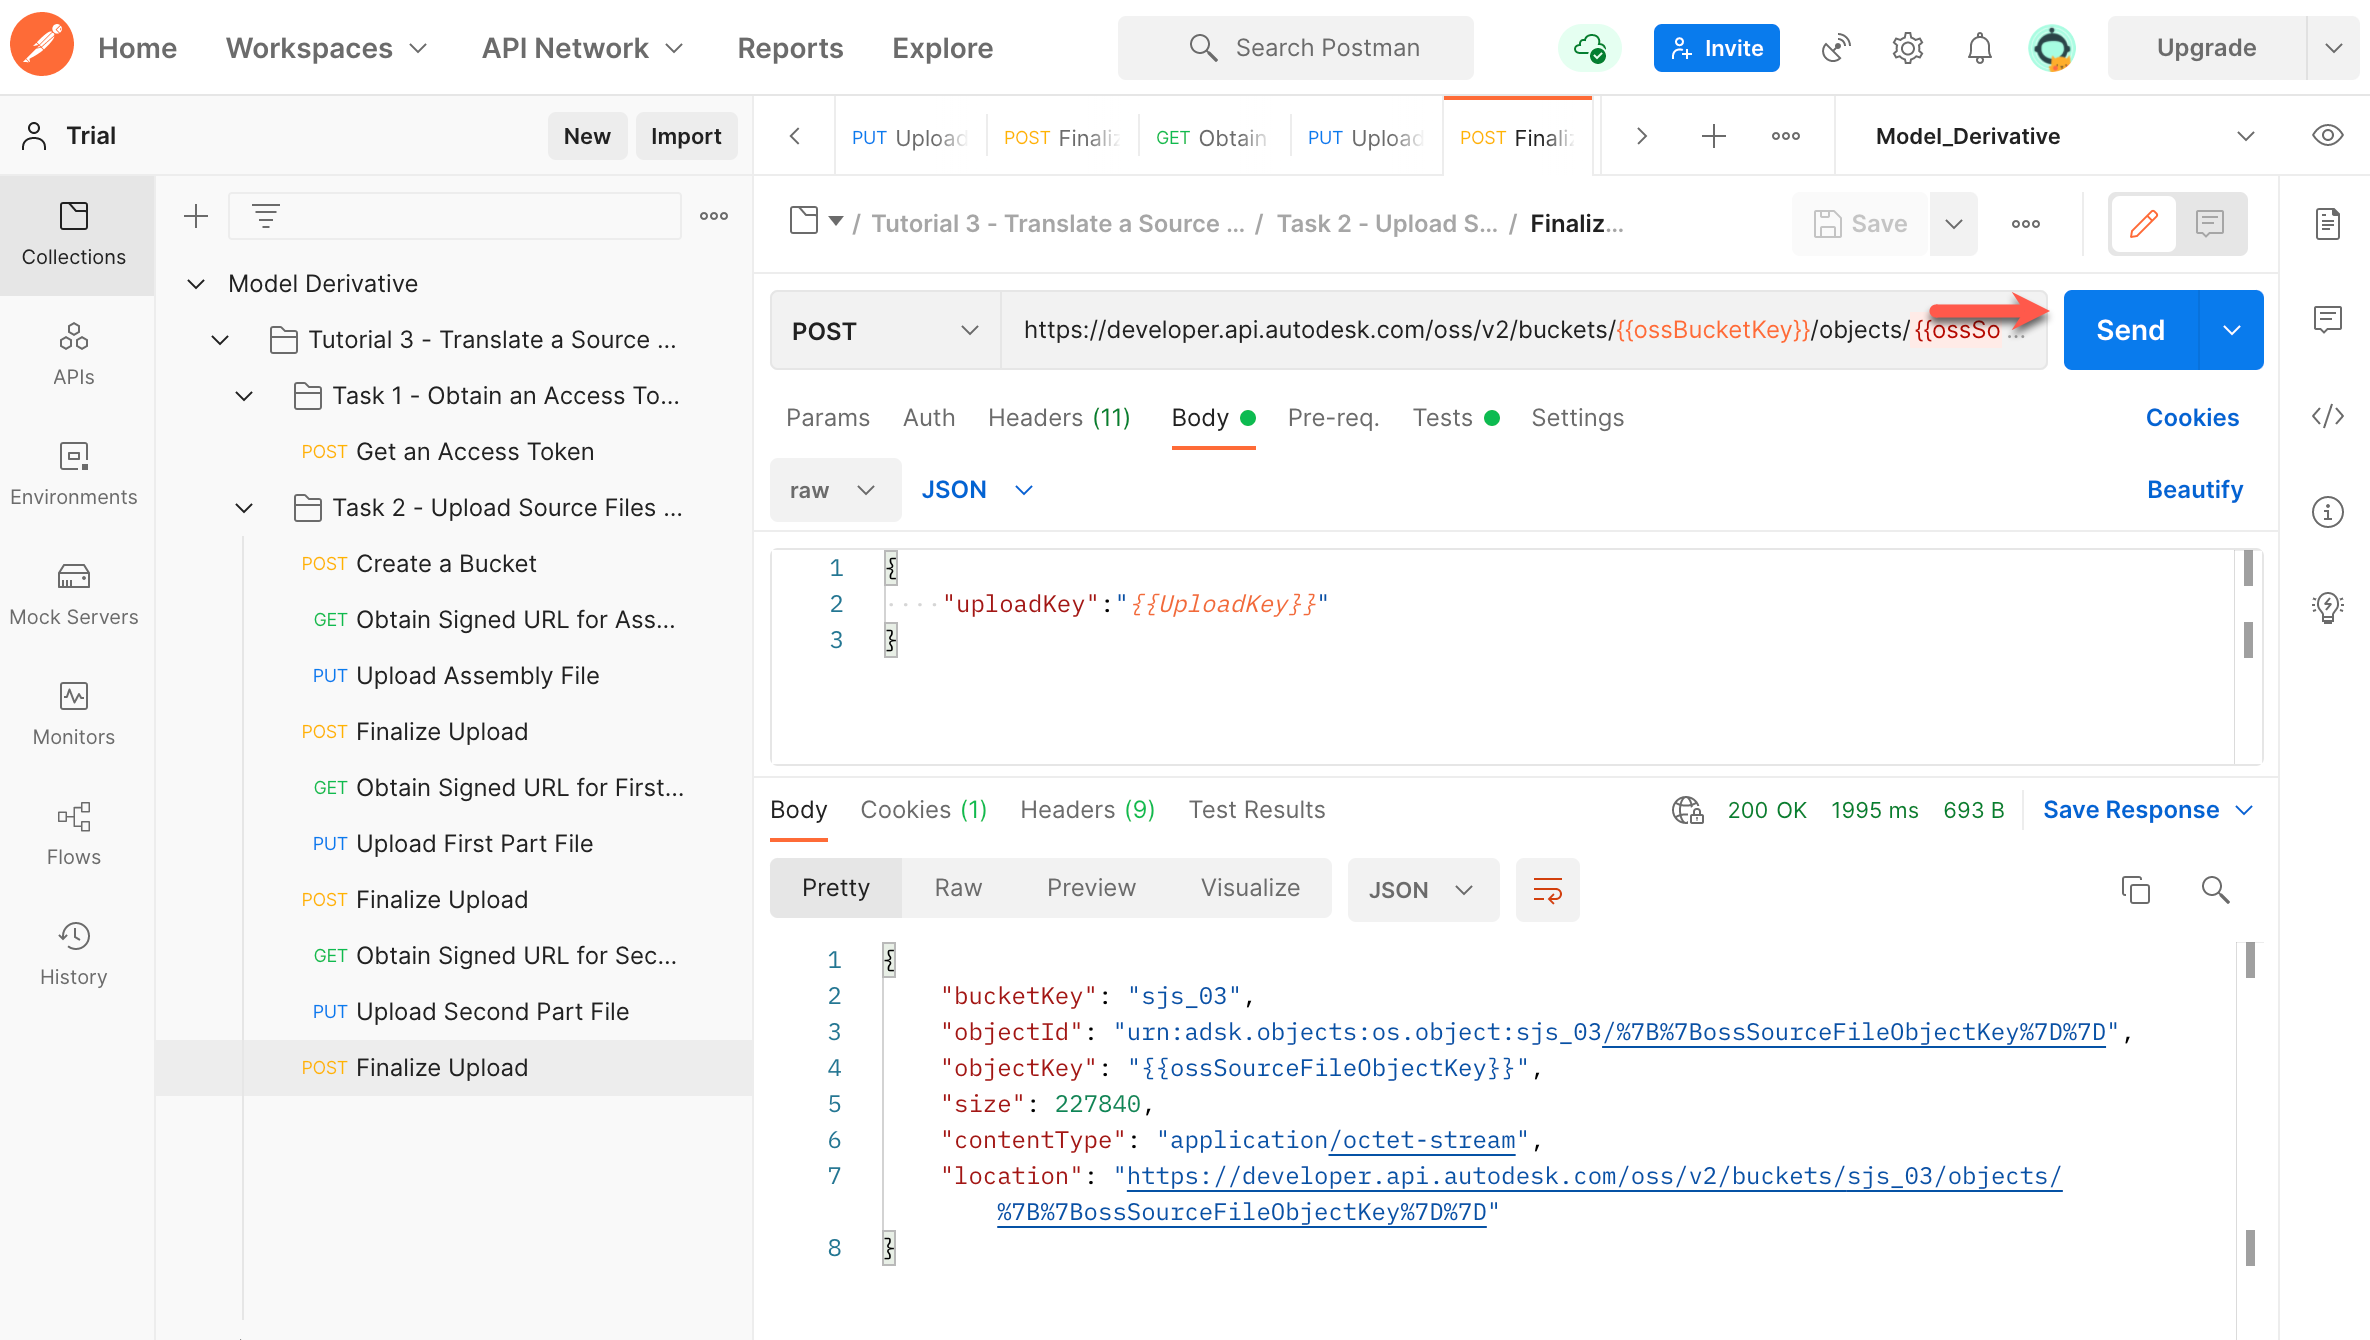 Home Workspaces API Network Reports Explore Search Postman Invite Upgrade
Trial New Import PUT Upload POST Finaliz GET Obtain PUT Upload POST Finaliz Model_Derivative
Collections
APIs
Environments
Mock Servers
Monitors
Flows
History
Model Derivative
Tutorial 3 - Translate a Source ...
Task 1 - Obtain an Access To...
POST Get an Access Token
Task 2 - Upload Source Files ...
POST Create a Bucket
GET Obtain Signed URL for Ass...
PUT Upload Assembly File
POST Finalize Upload
GET Obtain Signed URL for First...
PUT Upload First Part File
POST Finalize Upload
GET Obtain Signed URL for Sec...
PUT Upload Second Part File
POST Finalize Upload
/ Tutorial 3 - Translate a Source ... / Task 2 - Upload S... / Finaliz... Save
POST https://developer.api.autodesk.com/oss/v2/buckets/{{ossBucketKey}}/objects/{{ossSo ... Send
Params Auth Headers (11) Body Pre-req. Tests Settings Cookies
raw JSON Beautify
1 {
2 ····"uploadKey":"{{UploadKey}}"
3 }
Body Cookies (1) Headers (9) Test Results 200 OK 1995 ms 693 B Save Response
Pretty Raw Preview Visualize JSON
1 {
2 "bucketKey": "sjs_03",
3 "objectId": "urn:adsk.objects:os.object:sjs_03/%7B%7BossSourceFileObjectKey%7D%7D",
4 "objectKey": "{{ossSourceFileObjectKey}}",
5 "size": 227840,
6 "contentType": "application/octet-stream",
7 "location": "https://developer.api.autodesk.com/oss/v2/buckets/sjs_03/objects/
%7B%7BossSourceFileObjectKey%7D%7D"
8 }